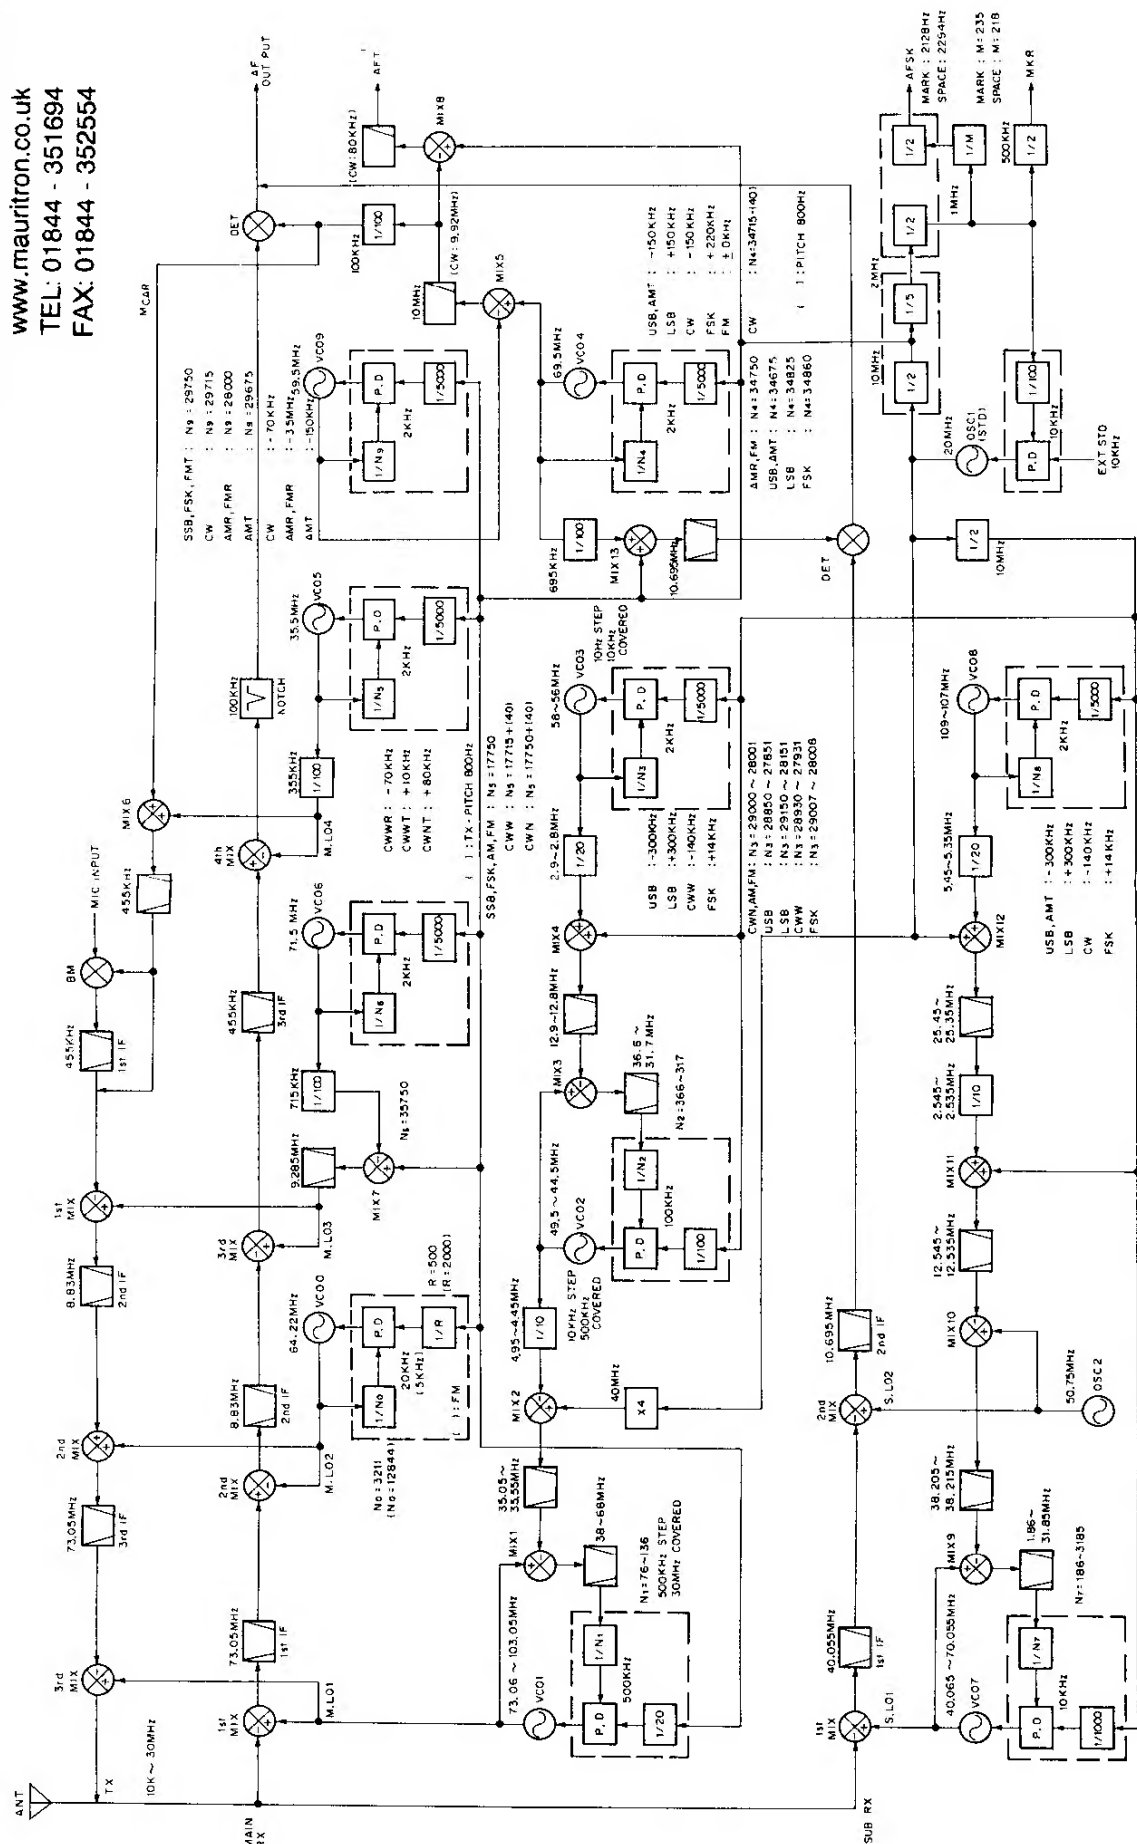 www.mauritron.co.uk
TEL: 01844 - 351694
FAX: 01844 - 352554
ANT
TX
10K~30MHz
3rd MIX
73.05MHz
3rd IF
2nd MIX
8.83MHz
2nd IF
1st MIX
455KHz
1st IF
BM
MIC INPUT
455KHz
MIX6
M.CAR
MAIN RX
1st MIX
M.LO1
73.05MHz
1st IF
2nd MIX
M.LO2
8.83MHz
2nd IF
3rd MIX
M.LO3
455KHz
3rd IF
4th MIX
M.LO4
100KHz
NOTCH
DET
AF OUT PUT
64.22MHz
VCO0
P.D
1/N0
20KHz
(5KHz)
1/R
( ): FM
R=500
(R=2000)
N0=3211
(N0=12844)
9.285MHz
MIX7
715KHz
1/100
N6=35750
71.5MHz
VCO6
1/N6
P.D
2KHz
1/5000
355KHz
1/100
35.5MHz
VCO5
1/N5
P.D
2KHz
1/5000
CWWR : -70KHz
CWWT : +10KHz
CWNT : +80KHz
( ) : TX-PITCH 800Hz
SSB,FSK,AM,FM : N5=17750
CWW : N5=17715+(40)
CWN : N5=17750+(40)
SSB,FSK,FMT : N9=29750
CW : N9=29715
AMR,FMR : N9=28000
AMT : N9=29675
CW : -70KHz
AMR,FMR : -3.5MHz
AMT : -150KHz
59.5MHz
VCO9
1/N9
P.D
2KHz
1/5000
100KHz
1/100
10MHz
(CW: 9.92MHz)
MIX5
(CW:80KHz)
MIX8
AFT
69.5MHz
VCO4
1/N4
P.D
2KHz
1/5000
USB,AMT : -150KHz
LSB : +150KHz
CW : -150KHz
FSK : +220KHz
FM : ±0KHz
AMR,FM : N4=34750
USB,AMT : N4=34675
LSB : N4=34825
FSK : N4=34860
CW : N4=34715-(40)
( ) : PITCH 800Hz
695KHz
1/100
MIX13
10.695MHz
DET
73.06~103.05MHz
VCO1
P.D
1/N1
500KHz
1/20
MIX1
38~68MHz
N1=76~136
500KHz STEP
30MHz COVERED
35.05~
35.55MHz
MIX2
40MHz
X4
4.95~4.45MHz
1/10
10KHz STEP
500KHz
COVERED
49.5~44.5MHz
VCO2
P.D
1/N2
100KHz
1/100
MIX3
36.6~
31.7MHz
N2=366~317
12.9~12.8MHz
MIX4
2.9~2.8MHz
1/20
58~56MHz
VCO3
10Hz STEP
10KHz
COVERED
1/N3
P.D
2KHz
1/5000
USB :-300KHz
LSB :+300KHz
CWW :-140KHz
FSK :+14KHz
CWN,AM,FM: N3=29000~28001
USB :N3=28850~27851
LSB :N3=29150~28151
CWW :N3=28930~27931
FSK :N3=29007~28008
SUB RX
1st MIX
S.LO1
40.055MHz
1st IF
2nd MIX
S.LO2
10.695MHz
2nd IF
40.065~70.055MHz
VCO7
P.D
1/N7
10KHz
1/1000
MIX9
1.86~
31.85MHz
N7=186~3185
38.205~
38.215MHz
MIX10
50.75MHz
OSC2
12.545~
12.535MHz
MIX11
2.545~
2.535MHz
1/10
25.45~
25.35MHz
MIX12
5.45~5.35MHz
1/20
109~107MHz
VCO8
1/N8
P.D
2KHz
1/5000
USB,AMT :-300KHz
LSB :+300KHz
CW :-140KHz
FSK :+14KHz
1/2
10MHz
20MHz
OSC1
(STD)
P.D
10KHz
1/100
EXT STD
10KHz
10MHz
1/2
1/5
2MHz
1/2
1/2
AFSK
MARK : 2128Hz
SPACE: 2294Hz
1MHz
1/M
MARK : M=235
SPACE : M=218
500KHz
1/2
MKR